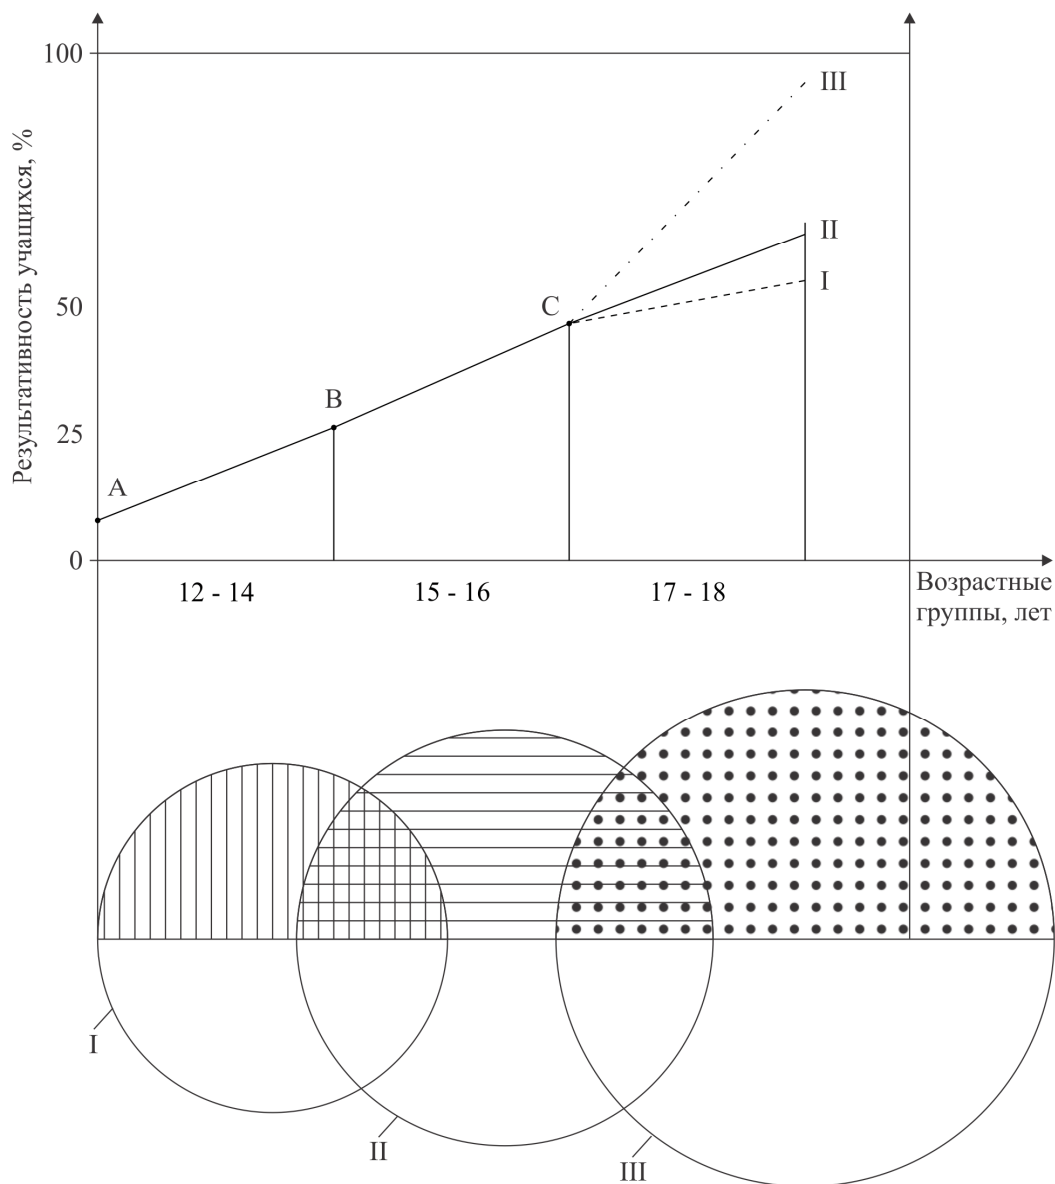 100
Результативность учащихся, %
III
II
I
C
50
B
25
A
0
12 - 14
15 - 16
17 - 18
Возрастные
группы, лет
I
II
III